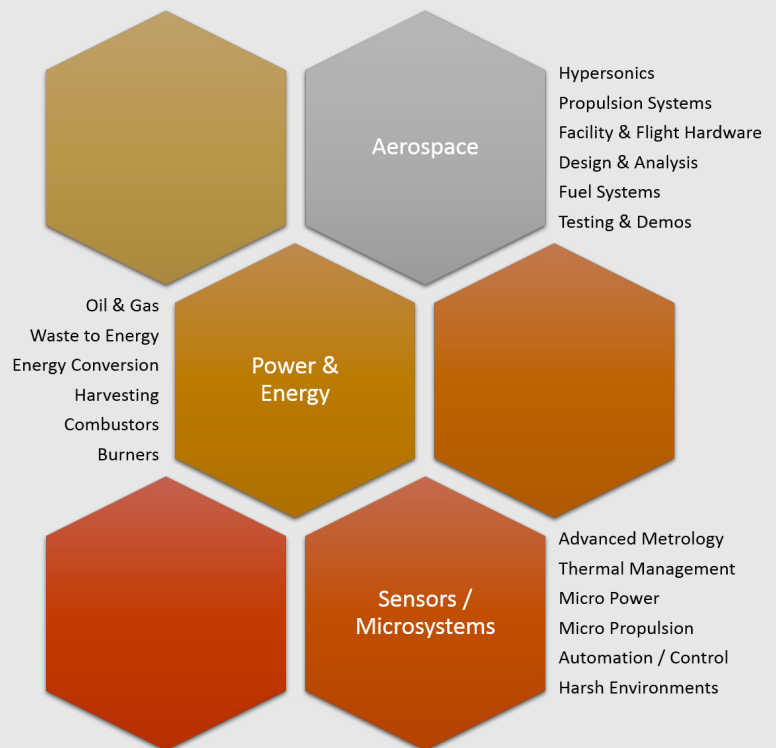 Aerospace
Hypersonics
Propulsion Systems
Facility & Flight Hardware
Design & Analysis
Fuel Systems
Testing & Demos
Oil & Gas
Waste to Energy
Energy Conversion
Harvesting
Combustors
Burners
Power &
Energy
Sensors /
Microsystems
Advanced Metrology
Thermal Management
Micro Power
Micro Propulsion
Automation / Control
Harsh Environments